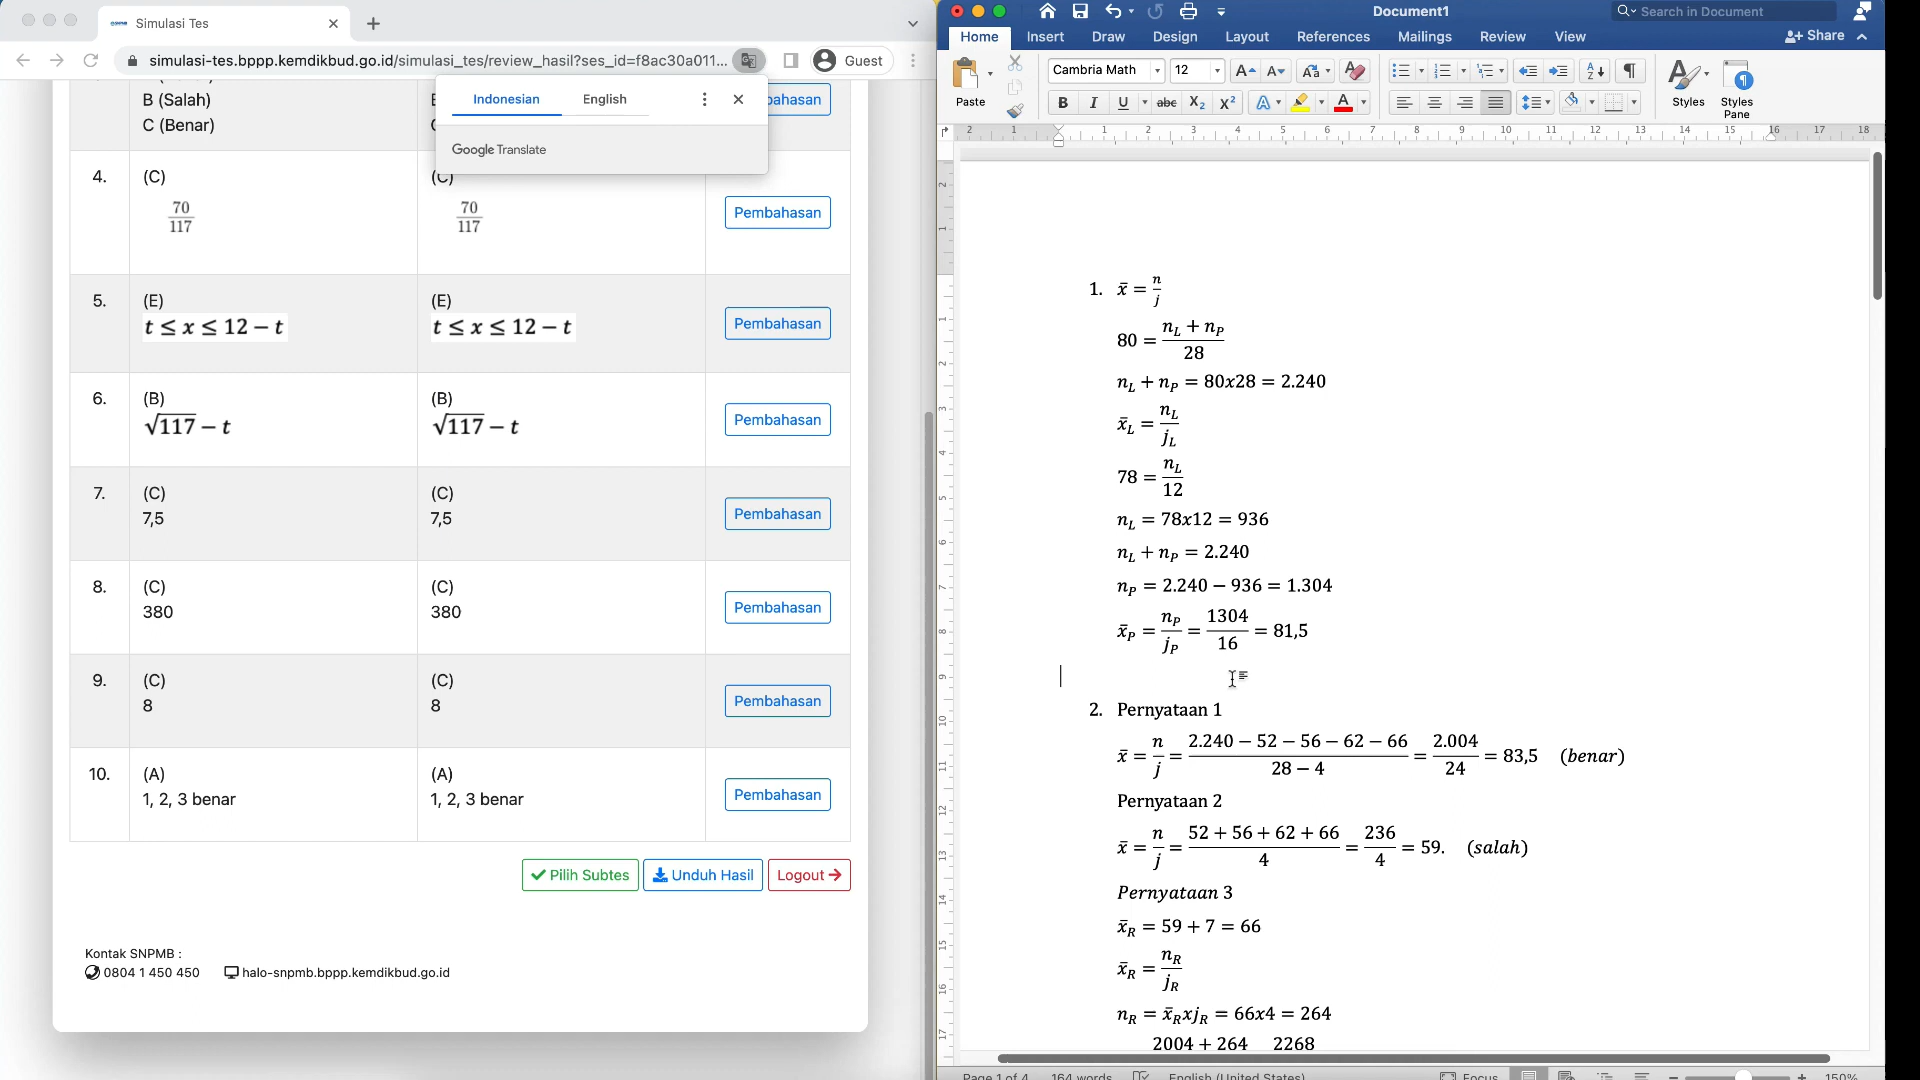 Simulasi Tes
simulasi-tes.bppp.kemdikbud.go.id/simulasi_tes/review_hasil?ses_id=f8ac30a011...
Guest
Indonesian English
Google Translate
B (Salah)
C (Benar)
4. (C) (C)
70/117 70/117
Pembahasan
5. (E) (E)
t ≤ x ≤ 12 − t t ≤ x ≤ 12 − t
Pembahasan
6. (B) (B)
√117 − t √117 − t
Pembahasan
7. (C) (C)
7,5 7,5
Pembahasan
8. (C) (C)
380 380
Pembahasan
9. (C) (C)
8 8
Pembahasan
10. (A) (A)
1, 2, 3 benar 1, 2, 3 benar
Pembahasan
Pilih Subtes Unduh Hasil Logout
Kontak SNPMB :
0804 1 450 450 halo-snpmb.bppp.kemdikbud.go.id
Document1
Search in Document
Home Insert Draw Design Layout References Mailings Review View Share
Paste Cambria Math 12 Styles Styles Pane
1. x̄ = n/j
80 = (n_L + n_P)/28
n_L + n_P = 80x28 = 2.240
x̄_L = n_L/j_L
78 = n_L/12
n_L = 78x12 = 936
n_L + n_P = 2.240
n_P = 2.240 − 936 = 1.304
x̄_P = n_P/j_P = 1304/16 = 81,5
2. Pernyataan 1
x̄ = n/j = (2.240 − 52 − 56 − 62 − 66)/(28 − 4) = 2.004/24 = 83,5 (benar)
Pernyataan 2
x̄ = n/j = (52 + 56 + 62 + 66)/4 = 236/4 = 59. (salah)
Pernyataan 3
x̄_R = 59 + 7 = 66
x̄_R = n_R/j_R
n_R = x̄_R x j_R = 66x4 = 264
2004 + 264 2268
Page 1 of 4 164 words English (United States) Focus 150%